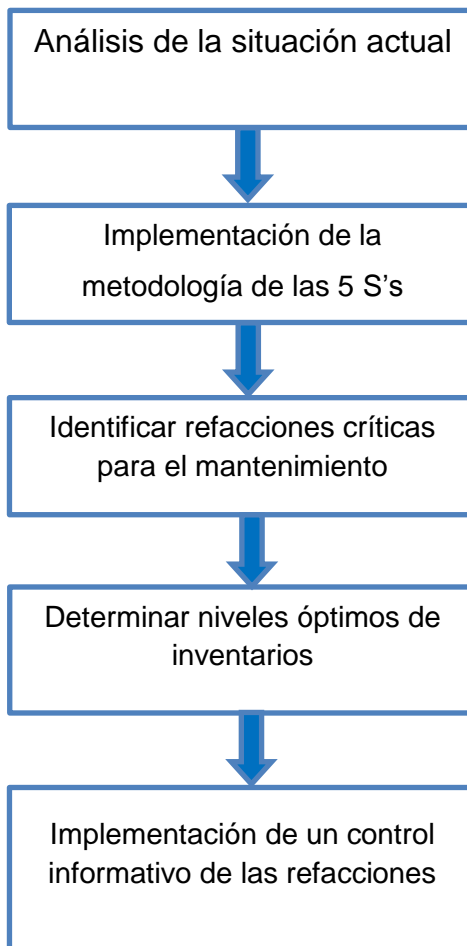 Análisis de la situación actual
Implementación de la
metodología de las 5 S’s
Identificar refacciones críticas
para el mantenimiento
Determinar niveles óptimos de
inventarios
Implementación de un control
informativo de las refacciones